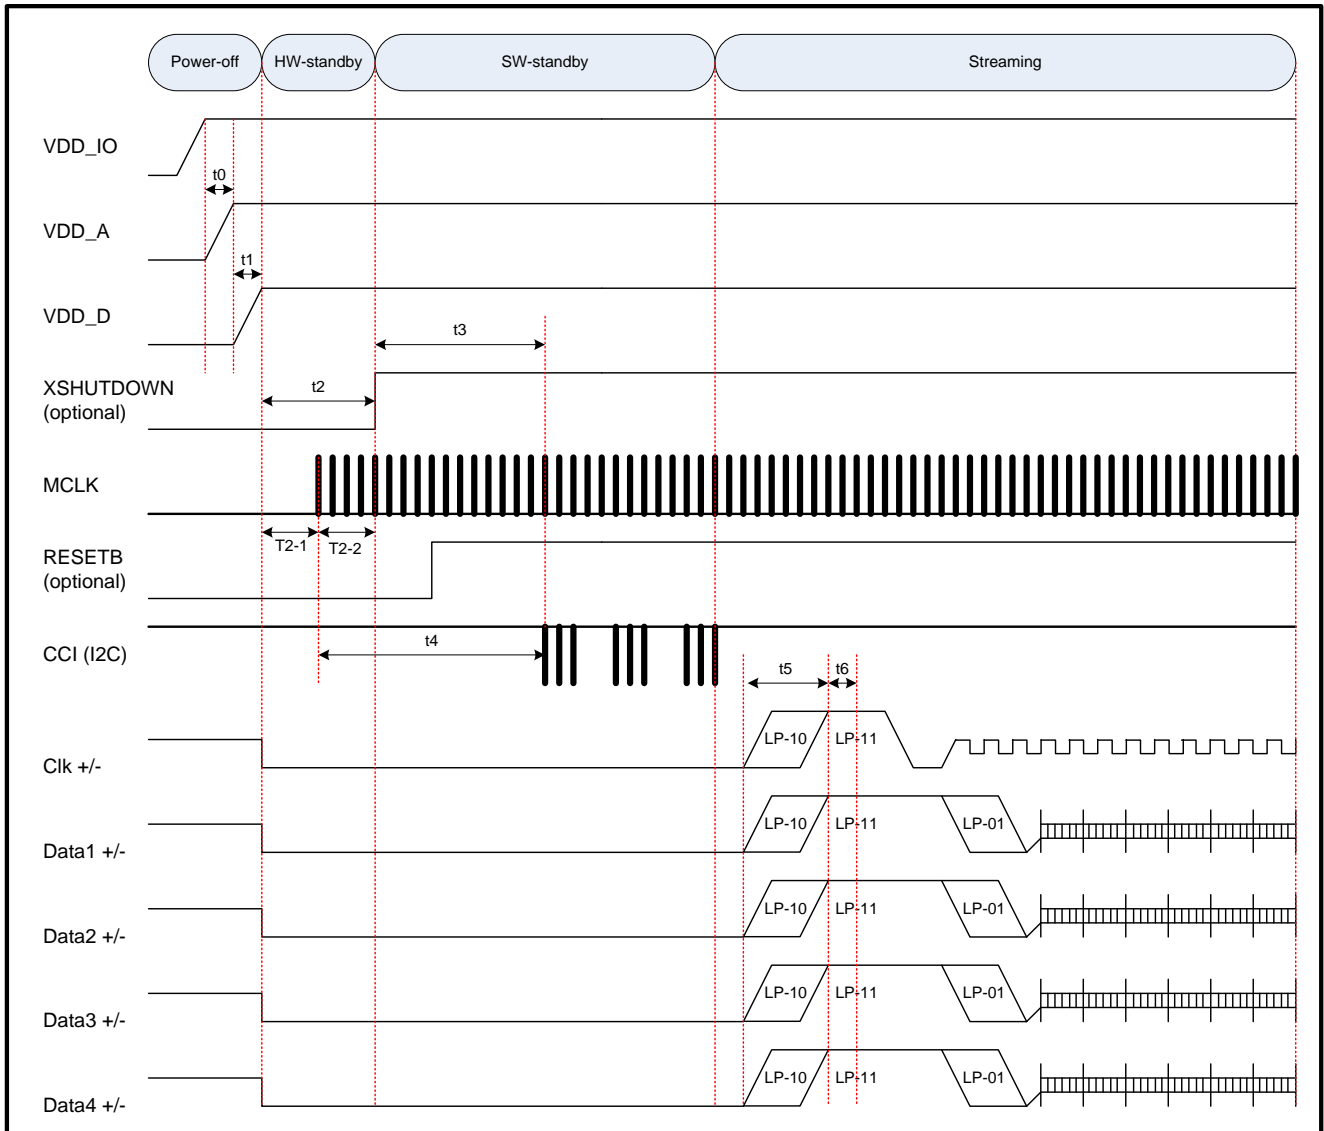 Power-off HW-standby SW-standby Streaming
VDD_IO
t0
VDD_A
t1
VDD_D
t3
XSHUTDOWN
(optional)
t2
MCLK
T2-1 T2-2
RESETB
(optional)
CCI (I2C)
t4
t5 t6
Clk +/-
LP-10 LP-11
Data1 +/-
LP-10 LP-11 LP-01
Data2 +/-
LP-10 LP-11 LP-01
Data3 +/-
LP-10 LP-11 LP-01
Data4 +/-
LP-10 LP-11 LP-01